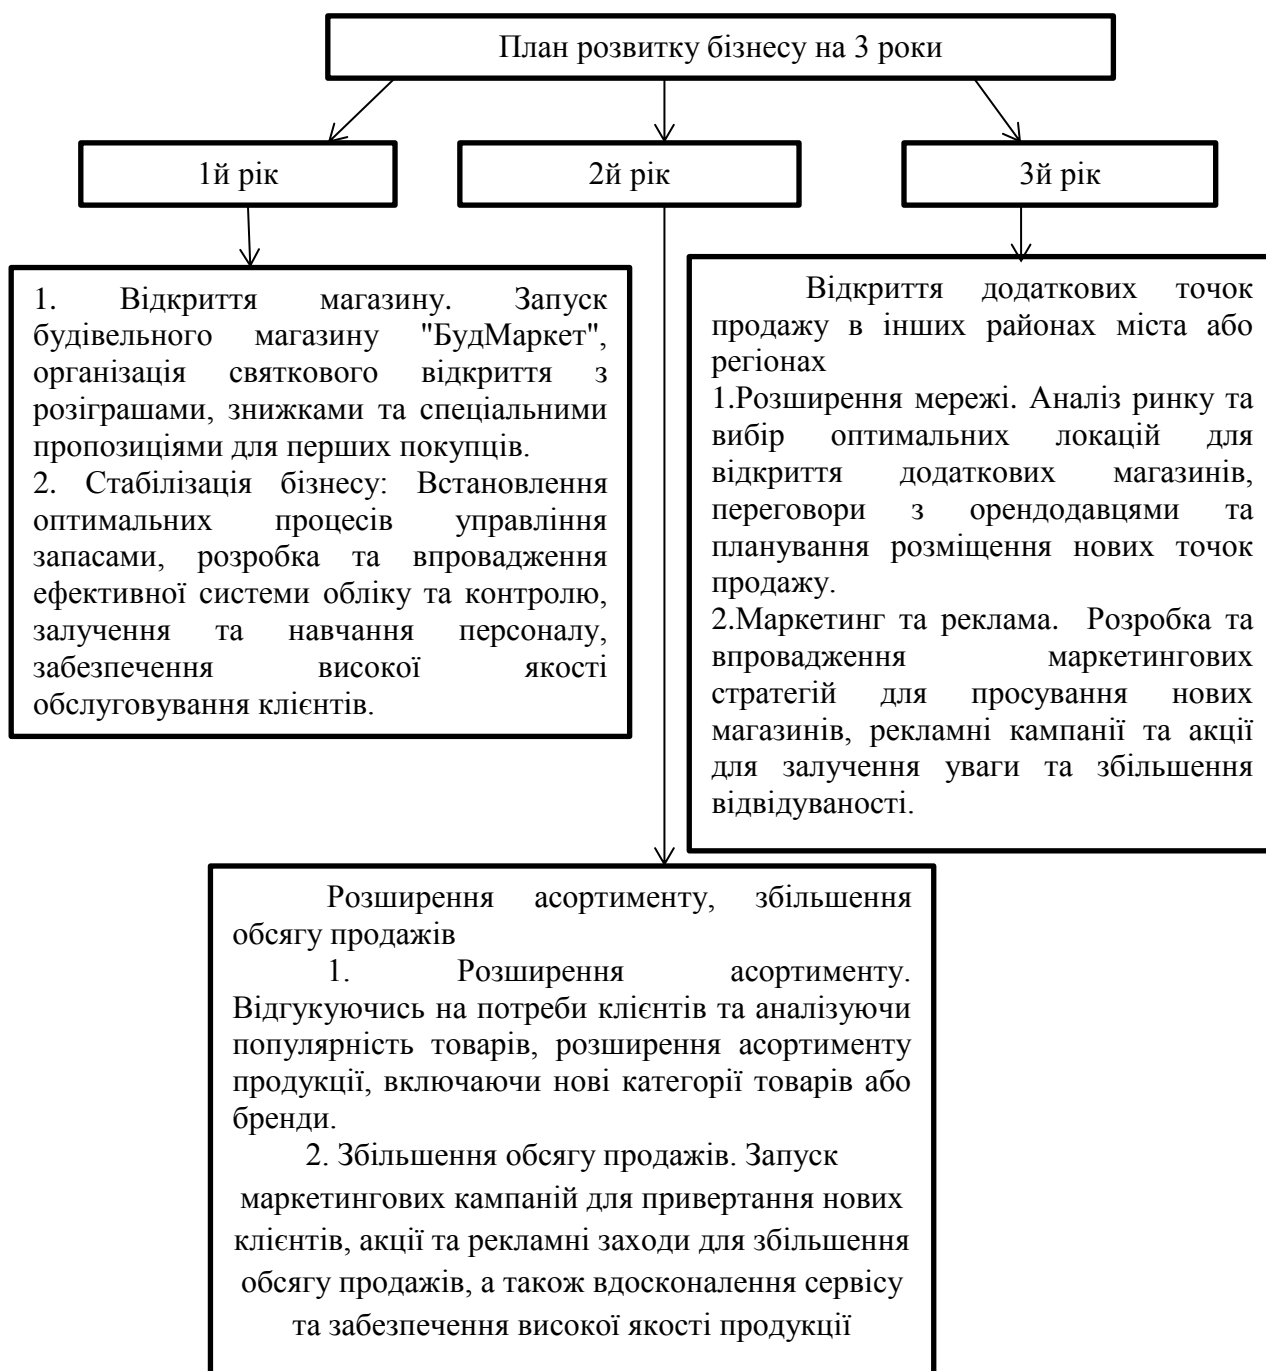 План розвитку бізнесу на 3 роки
1й рік
2й рік
3й рік
1. Відкриття магазину. Запуск
будівельного магазину "БудМаркет",
організація святкового відкриття з
розіграшами, знижками та спеціальними
пропозиціями для перших покупців.
2. Стабілізація бізнесу: Встановлення
оптимальних процесів управління
запасами, розробка та впровадження
ефективної системи обліку та контролю,
залучення та навчання персоналу,
забезпечення високої якості
обслуговування клієнтів.
Відкриття додаткових точок
продажу в інших районах міста або
регіонах
1.Розширення мережі. Аналіз ринку та
вибір оптимальних локацій для
відкриття додаткових магазинів,
переговори з орендодавцями та
планування розміщення нових точок
продажу.
2.Маркетинг та реклама. Розробка та
впровадження маркетингових
стратегій для просування нових
магазинів, рекламні кампанії та акції
для залучення уваги та збільшення
відвідуваності.
Розширення асортименту, збільшення
обсягу продажів
1. Розширення асортименту.
Відгукуючись на потреби клієнтів та аналізуючи
популярність товарів, розширення асортименту
продукції, включаючи нові категорії товарів або
бренди.
2. Збільшення обсягу продажів. Запуск
маркетингових кампаній для привертання нових
клієнтів, акції та рекламні заходи для збільшення
обсягу продажів, а також вдосконалення сервісу
та забезпечення високої якості продукції